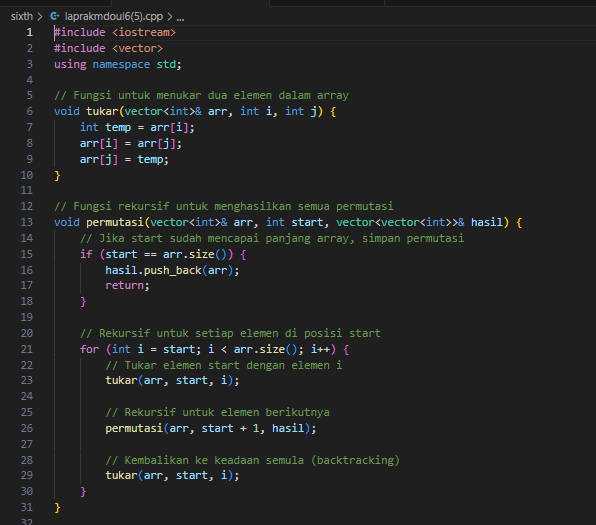 sixth > laprakmdoul6(5).cpp > ...
1 #include <iostream>
2 #include <vector>
3 using namespace std;
4
5 // Fungsi untuk menukar dua elemen dalam array
6 void tukar(vector<int>& arr, int i, int j) {
7     int temp = arr[i];
8     arr[i] = arr[j];
9     arr[j] = temp;
10 }
11
12 // Fungsi rekursif untuk menghasilkan semua permutasi
13 void permutasi(vector<int>& arr, int start, vector<vector<int>>& hasil) {
14     // Jika start sudah mencapai panjang array, simpan permutasi
15     if (start == arr.size()) {
16         hasil.push_back(arr);
17         return;
18     }
19
20     // Rekursif untuk setiap elemen di posisi start
21     for (int i = start; i < arr.size(); i++) {
22         // Tukar elemen start dengan elemen i
23         tukar(arr, start, i);
24
25         // Rekursif untuk elemen berikutnya
26         permutasi(arr, start + 1, hasil);
27
28         // Kembalikan ke keadaan semula (backtracking)
29         tukar(arr, start, i);
30     }
31 }
32